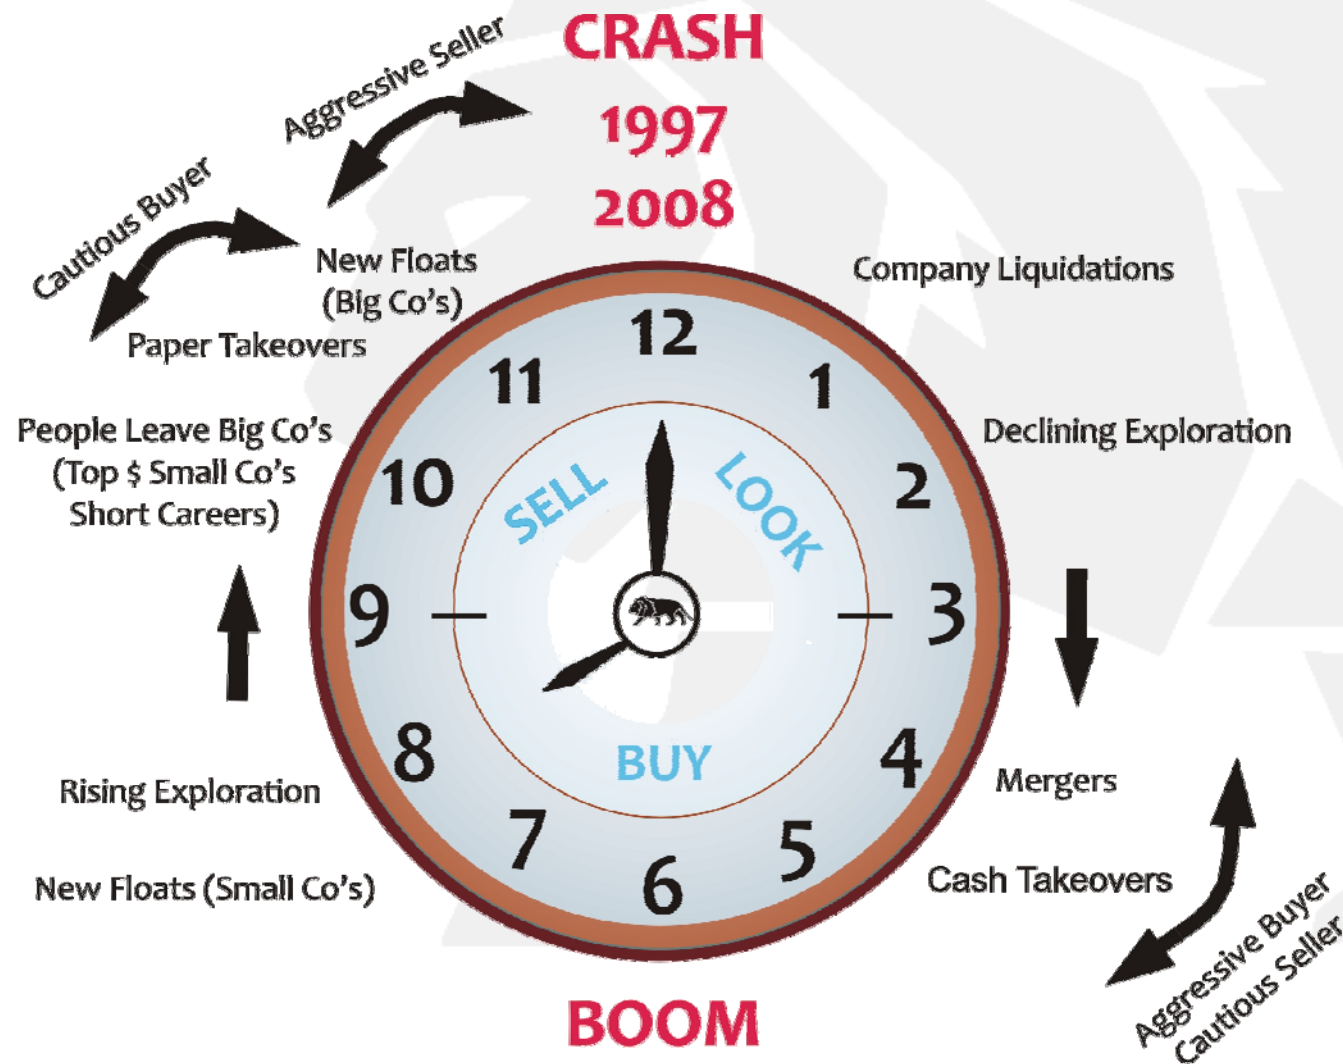 CRASH
1997
2008
Aggressive Seller
Cautious Buyer
New Floats
(Big Co's)
Paper Takeovers
People Leave Big Co's
(Top $ Small Co's
Short Careers)
Rising Exploration
New Floats (Small Co's)
Company Liquidations
Declining Exploration
Mergers
Cash Takeovers
Aggressive Buyer
Cautious Seller
12
1
2
3
4
5
6
7
8
9
10
11
SELL
LOOK
BUY
BOOM